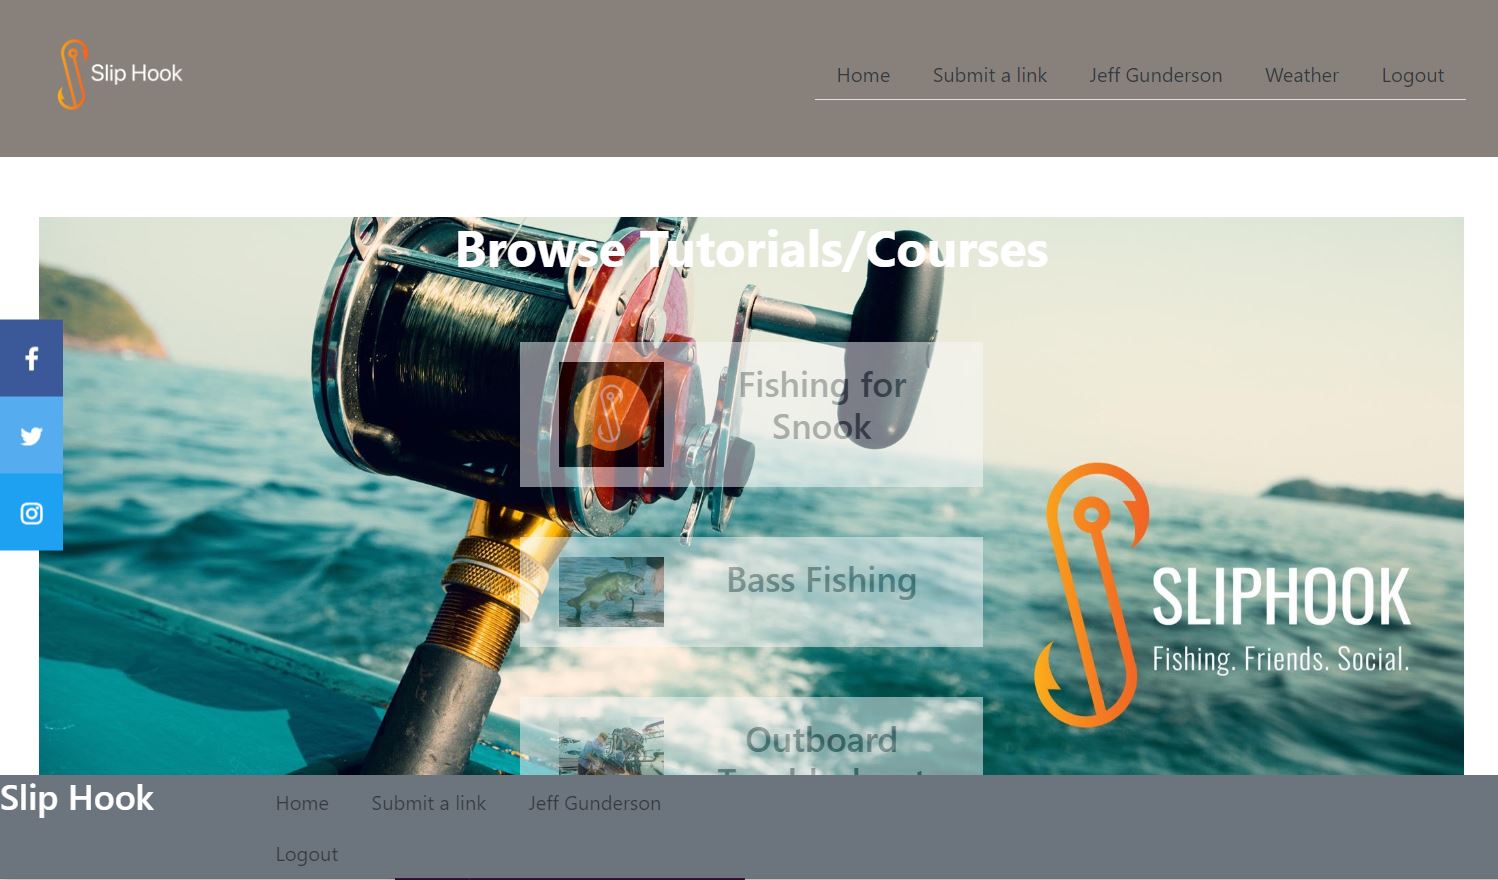 Slip Hook
Home Submit a link Jeff Gunderson Weather Logout
Browse Tutorials/Courses
Fishing for
Snook
Bass Fishing
SLIPHOOK
Fishing. Friends. Social.
Outboard
Slip Hook
Home Submit a link Jeff Gunderson
Logout